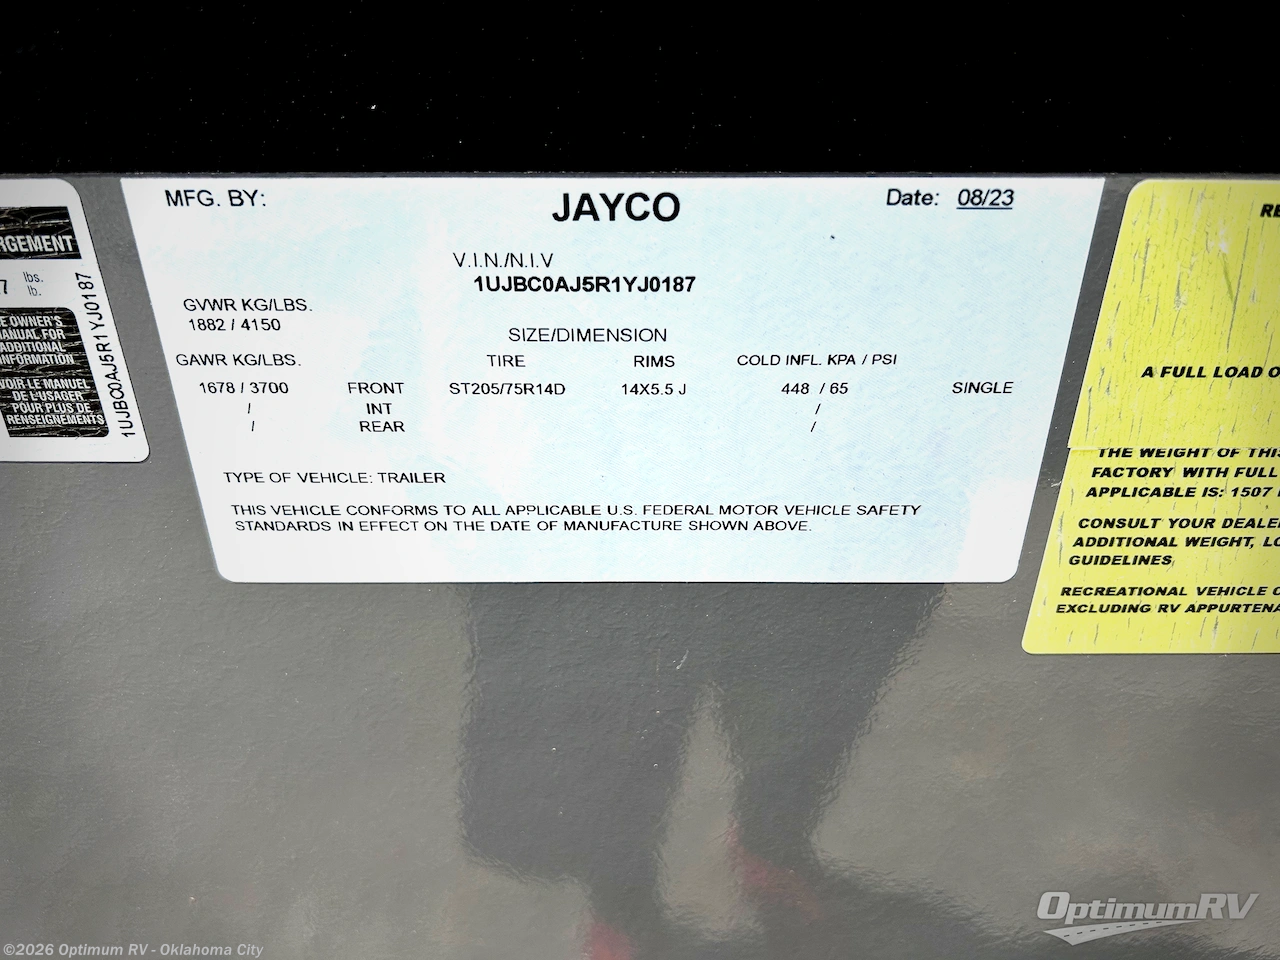 RGEMENT
7 lbs.
lb.
E OWNER'S
ANUAL FOR
ADDITIONAL
INFORMATION
VOIR LE MANUEL
DE L'USAGER
POUR PLUS DE
RENSEIGNEMENTS
1UJBC0AJ5R1YJ0187
MFG. BY: JAYCO Date: 08/23
V.I.N./N.I.V
1UJBC0AJ5R1YJ0187
GVWR KG/LBS.
1882 / 4150
SIZE/DIMENSION
GAWR KG/LBS. TIRE RIMS COLD INFL. KPA / PSI
1678 / 3700 FRONT ST205/75R14D 14X5.5 J 448 / 65 SINGLE
/ INT /
/ REAR /
TYPE OF VEHICLE: TRAILER
THIS VEHICLE CONFORMS TO ALL APPLICABLE U.S. FEDERAL MOTOR VEHICLE SAFETY
STANDARDS IN EFFECT ON THE DATE OF MANUFACTURE SHOWN ABOVE.
RE
A FULL LOAD O
THE WEIGHT OF THIS
FACTORY WITH FULL
APPLICABLE IS: 1507
CONSULT YOUR DEALE
ADDITIONAL WEIGHT, LO
GUIDELINES
RECREATIONAL VEHICLE
EXCLUDING RV APPURTENA
OptimumRV
©2026 Optimum RV - Oklahoma City